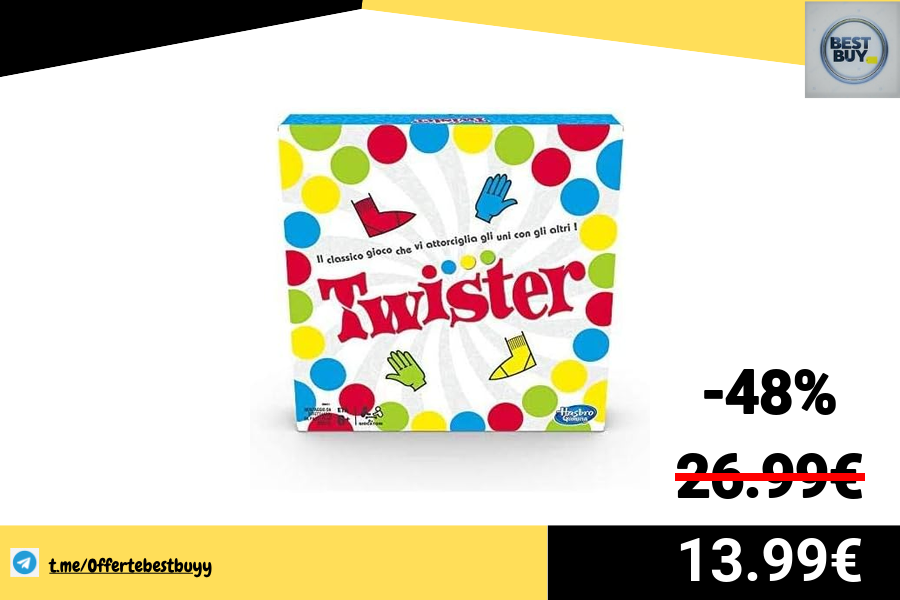 BEST
BUY
Il classico gioco che vi attorciglia gli uni con gli altri !
Twister
Hasbro
Gaming
-48%
26.99€
13.99€
t.me/Offertebestbuyy